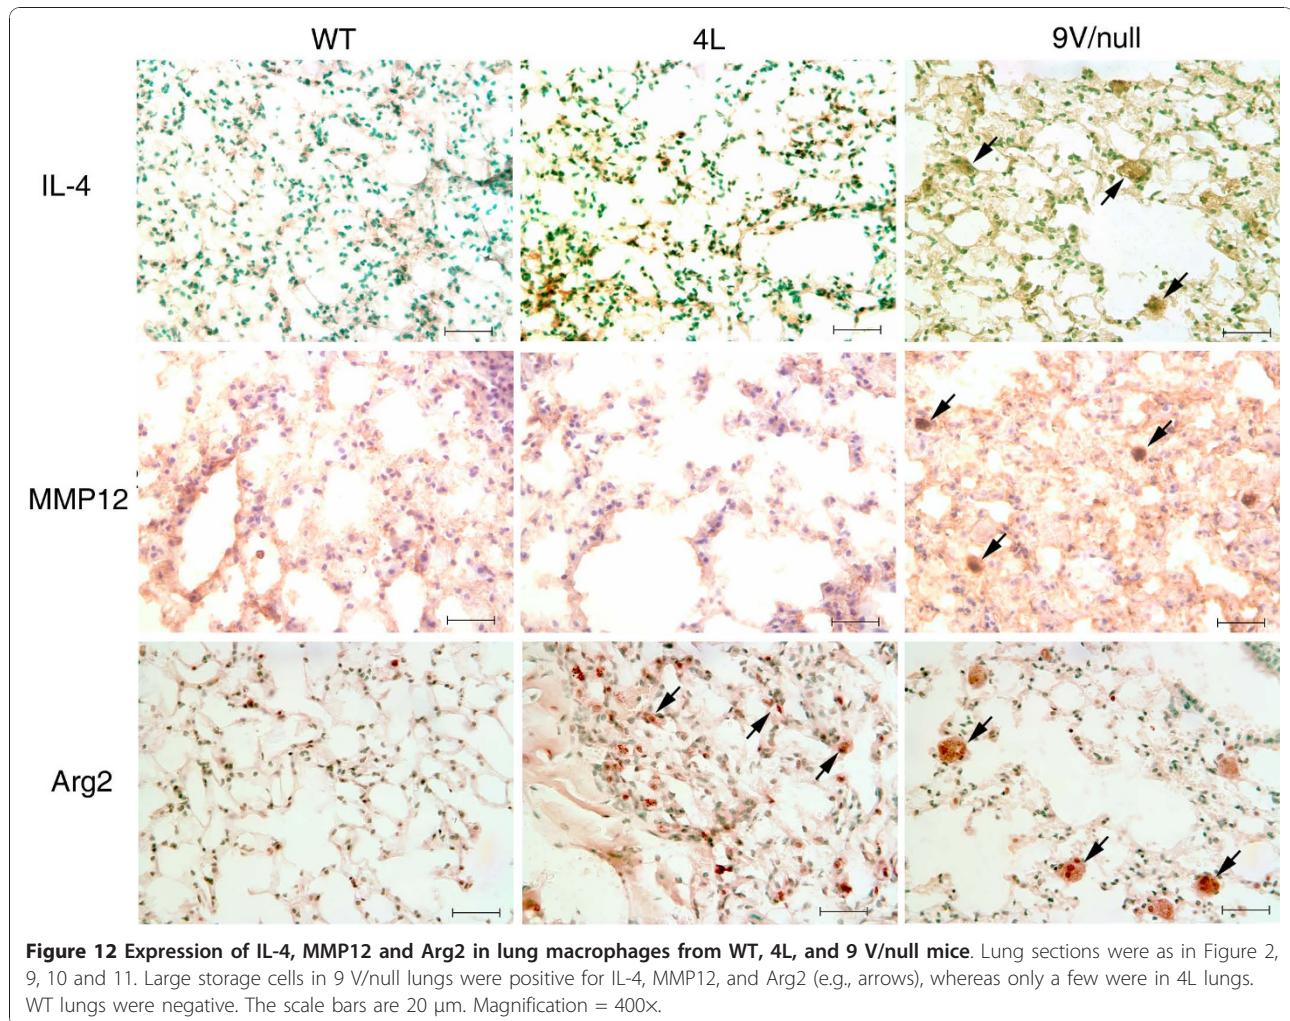 WT 4L 9V/null
IL-4
MMP12
Arg2
Figure 12 Expression of IL-4, MMP12 and Arg2 in lung macrophages from WT, 4L, and 9 V/null mice. Lung sections were as in Figure 2,
9, 10 and 11. Large storage cells in 9 V/null lungs were positive for IL-4, MMP12, and Arg2 (e.g., arrows), whereas only a few were in 4L lungs.
WT lungs were negative. The scale bars are 20 μm. Magnification = 400×.